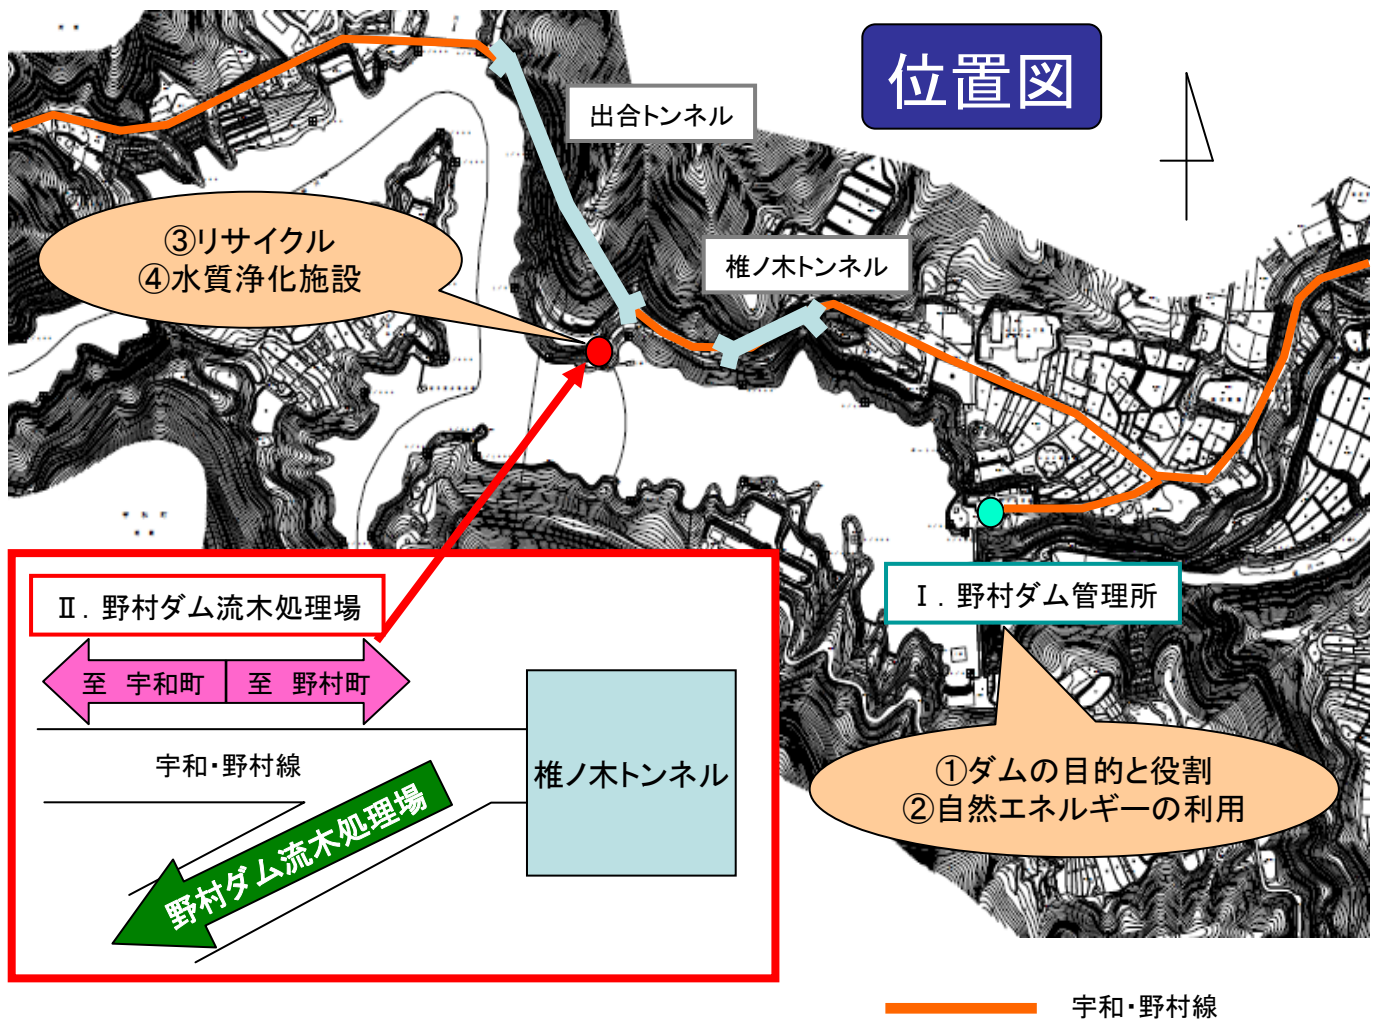 位置図
出合トンネル
椎ノ木トンネル
③リサイクル
④水質浄化施設
Ⅰ．野村ダム管理所
①ダムの目的と役割
②自然エネルギーの利用
Ⅱ．野村ダム流木処理場
至　宇和町
至　野村町
宇和・野村線
椎ノ木トンネル
野村ダム流木処理場
宇和・野村線